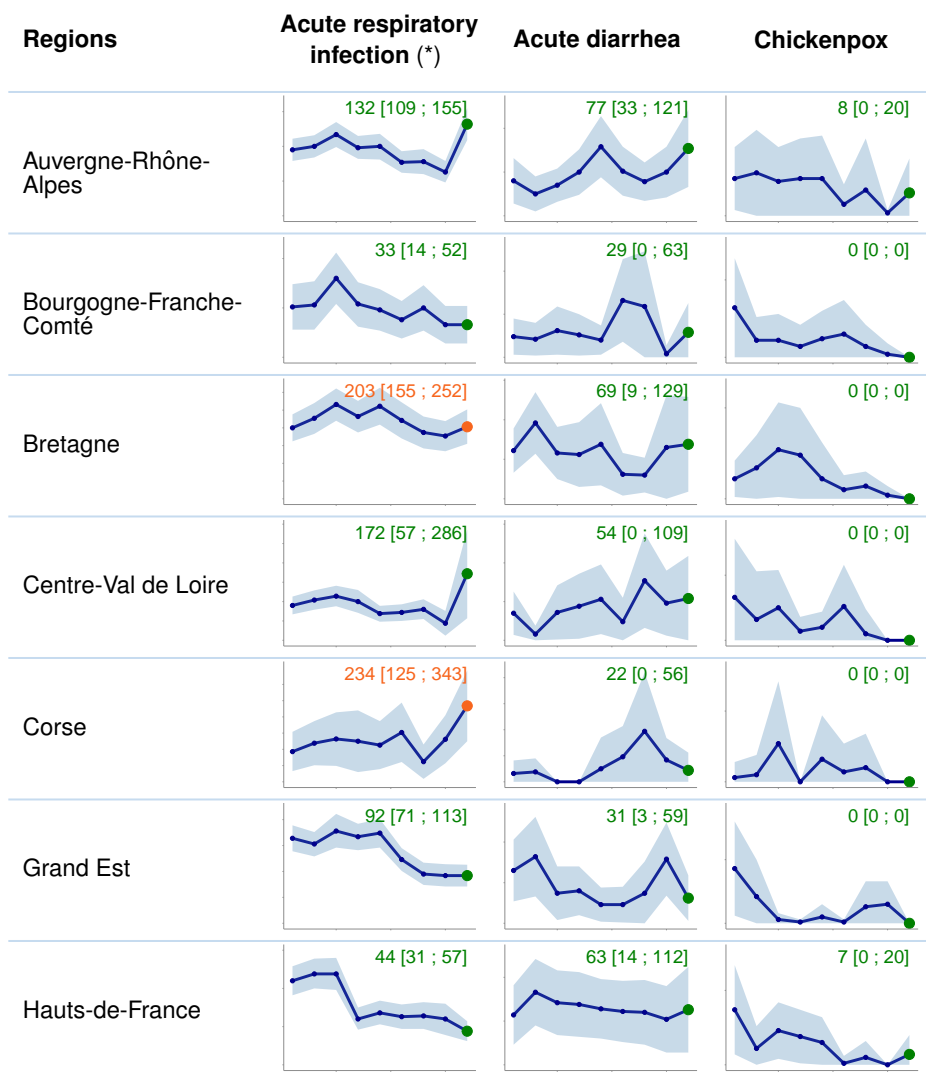 Regions
Acute respiratory
infection (*)
Acute diarrhea
Chickenpox
Auvergne-Rhône-
Alpes
132 [109 ; 155]
77 [33 ; 121]
8 [0 ; 20]
Bourgogne-Franche-
Comté
33 [14 ; 52]
29 [0 ; 63]
0 [0 ; 0]
Bretagne
203 [155 ; 252]
69 [9 ; 129]
0 [0 ; 0]
Centre-Val de Loire
172 [57 ; 286]
54 [0 ; 109]
0 [0 ; 0]
Corse
234 [125 ; 343]
22 [0 ; 56]
0 [0 ; 0]
Grand Est
92 [71 ; 113]
31 [3 ; 59]
0 [0 ; 0]
Hauts-de-France
44 [31 ; 57]
63 [14 ; 112]
7 [0 ; 20]